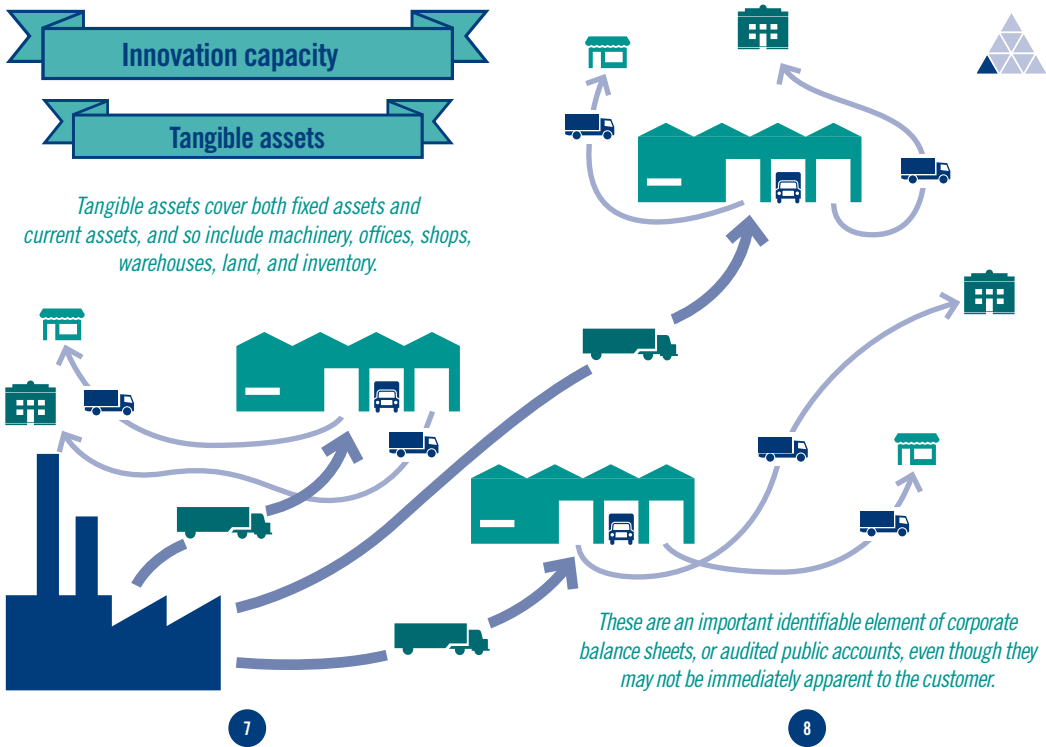 Innovation capacity
Tangible assets
Tangible assets cover both fixed assets and
current assets, and so include machinery, offices, shops,
warehouses, land, and inventory.
These are an important identifiable element of corporate
balance sheets, or audited public accounts, even though they
may not be immediately apparent to the customer.
7
8